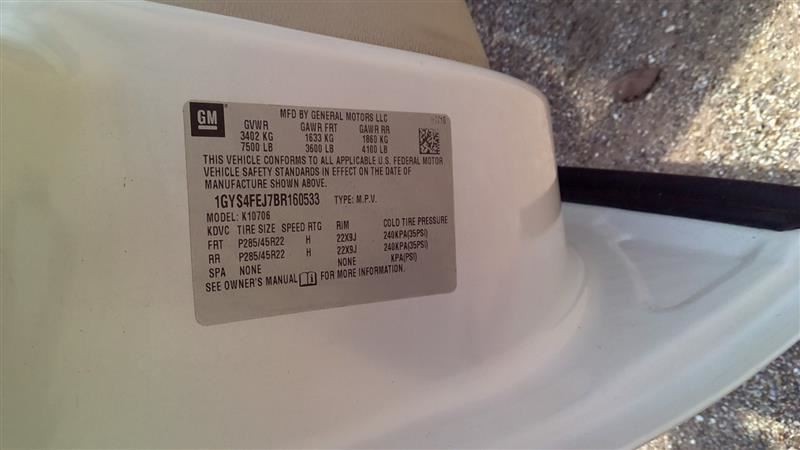 GM
MFD BY GENERAL MOTORS LLC
GVWR GAWR FRT GAWR RR
3402 KG 1633 KG 1860 KG
7500 LB 3600 LB 4100 LB
THIS VEHICLE CONFORMS TO ALL APPLICABLE U.S. FEDERAL MOTOR
VEHICLE SAFETY STANDARDS IN EFFECT ON THE DATE OF
MANUFACTURE SHOWN ABOVE.
1GYS4FEJ7BR160533 TYPE: M.P.V.
MODEL: K10706
KDVC TIRE SIZE SPEED RTG RIM COLD TIRE PRESSURE
FRT P285/45R22 H 22X9J 240KPA(35PSI)
RR P285/45R22 H 22X9J 240KPA(35PSI)
SPA NONE NONE KPA(PSI)
SEE OWNER'S MANUAL FOR MORE INFORMATION.